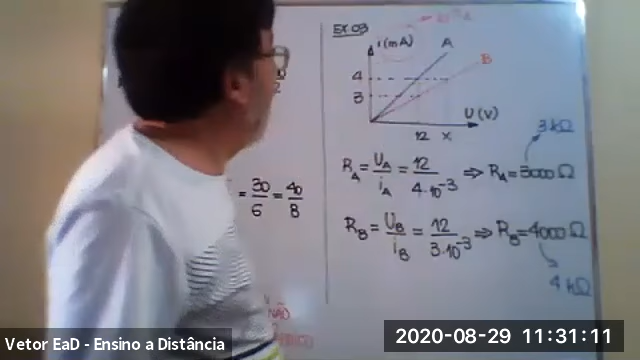 EX.09
i(mA)
A
B
4
3
U(V)
12 X
3 kΩ
R_A = U_A / i_A = 12 / 4·10⁻³ ⇒ R_A = 3000 Ω
= 30/6 = 40/8
R_B = U_B / i_B = 12 / 3·10⁻³ ⇒ R_B = 4000 Ω
4 kΩ
NÃO
Vetor EaD - Ensino a Distância
2020-08-29 11:31:11